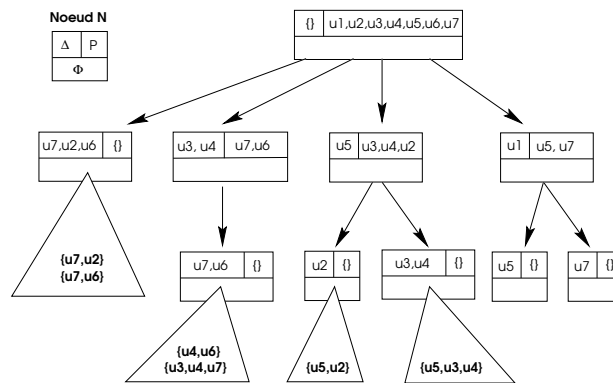 Noeud N
Δ P
Φ
{} u1,u2,u3,u4,u5,u6,u7
u7,u2,u6 {}
u3, u4 u7,u6
u5 u3,u4,u2
u1 u5, u7
{u7,u2}
{u7,u6}
u7,u6 {}
u2 {}
u3,u4 {}
u5 {}
u7 {}
{u4,u6}
{u3,u4,u7}
{u5,u2}
{u5,u3,u4}